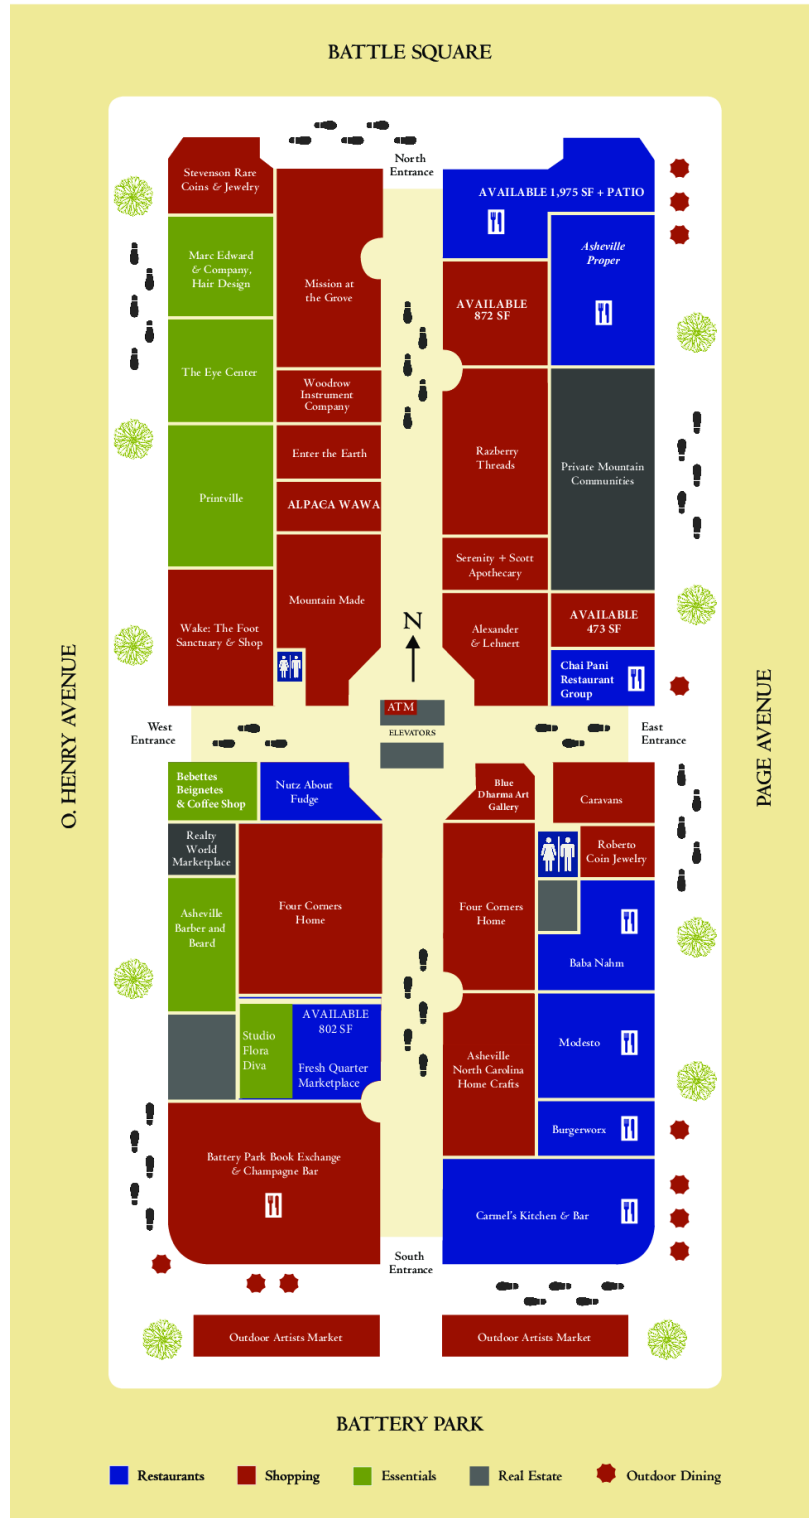 BATTLE SQUARE
North
Entrance
Stevenson Rare
Coins & Jewelry
AVAILABLE 1,975 SF + PATIO
Marc Edward
& Company,
Hair Design
Mission at
the Grove
Asheville
Proper
AVAILABLE
872 SF
The Eye Center
Woodrow
Instrument
Company
Enter the Earth
Razberry
Threads
Private Mountain
Communities
Printville
ALPACA WAWA
Serenity + Scott
Apothecary
Mountain Made
Wake: The Foot
Sanctuary & Shop
N
Alexander
& Lehnert
AVAILABLE
473 SF
Chai Pani
Restaurant
Group
O. HENRY AVENUE
PAGE AVENUE
ATM
ELEVATORS
West
Entrance
East
Entrance
Bebettes
Beignetes
& Coffee Shop
Nutz About
Fudge
Blue
Dharma Art
Gallery
Caravans
Realty
World
Marketplace
Roberto
Coin Jewelry
Four Corners
Home
Four Corners
Home
Asheville
Barber and
Beard
Baba Nahm
AVAILABLE
802 SF
Studio
Flora
Diva
Fresh Quarter
Marketplace
Asheville
North Carolina
Home Crafts
Modesto
Burgerworx
Battery Park Book Exchange
& Champagne Bar
Carmel's Kitchen & Bar
South
Entrance
Outdoor Artists Market
Outdoor Artists Market
BATTERY PARK
Restaurants
Shopping
Essentials
Real Estate
Outdoor Dining